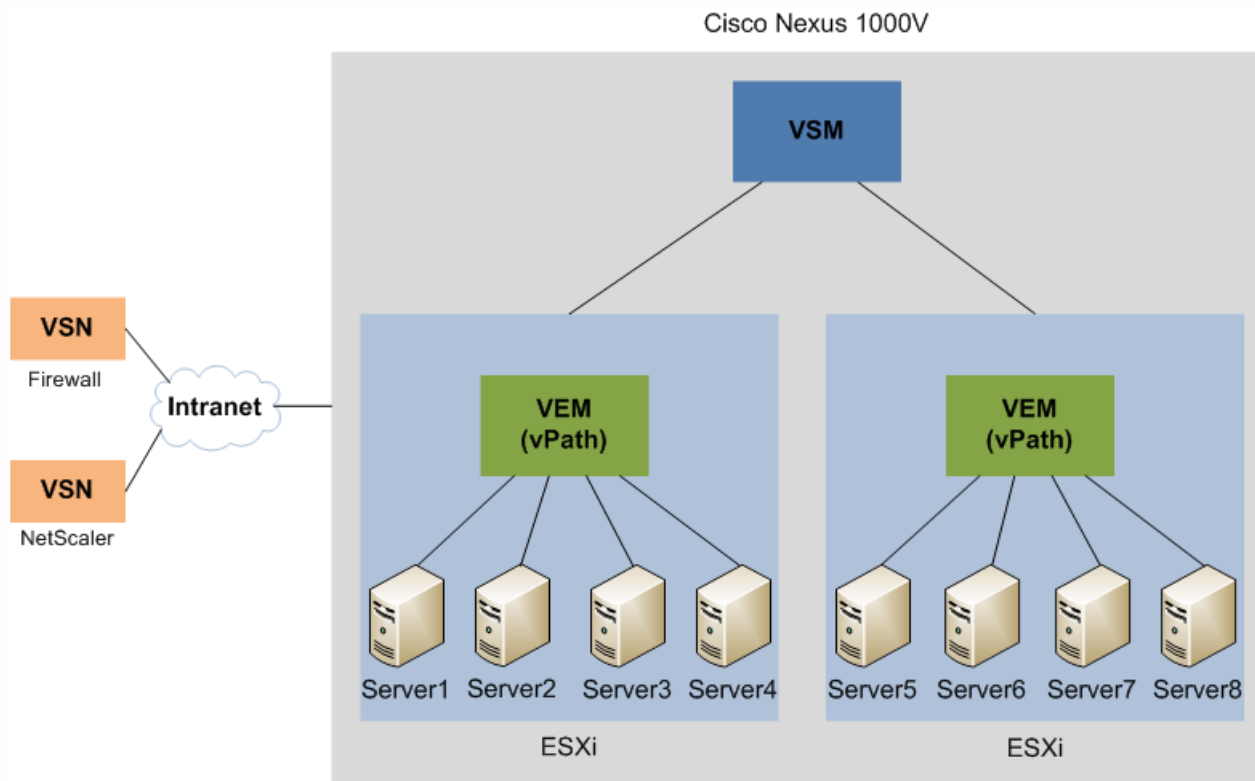 Cisco Nexus 1000V
VSM
VSN
Firewall
Intranet
VSN
NetScaler
VEM
(vPath)
Server1
Server2
Server3
Server4
ESXi
VEM
(vPath)
Server5
Server6
Server7
Server8
ESXi